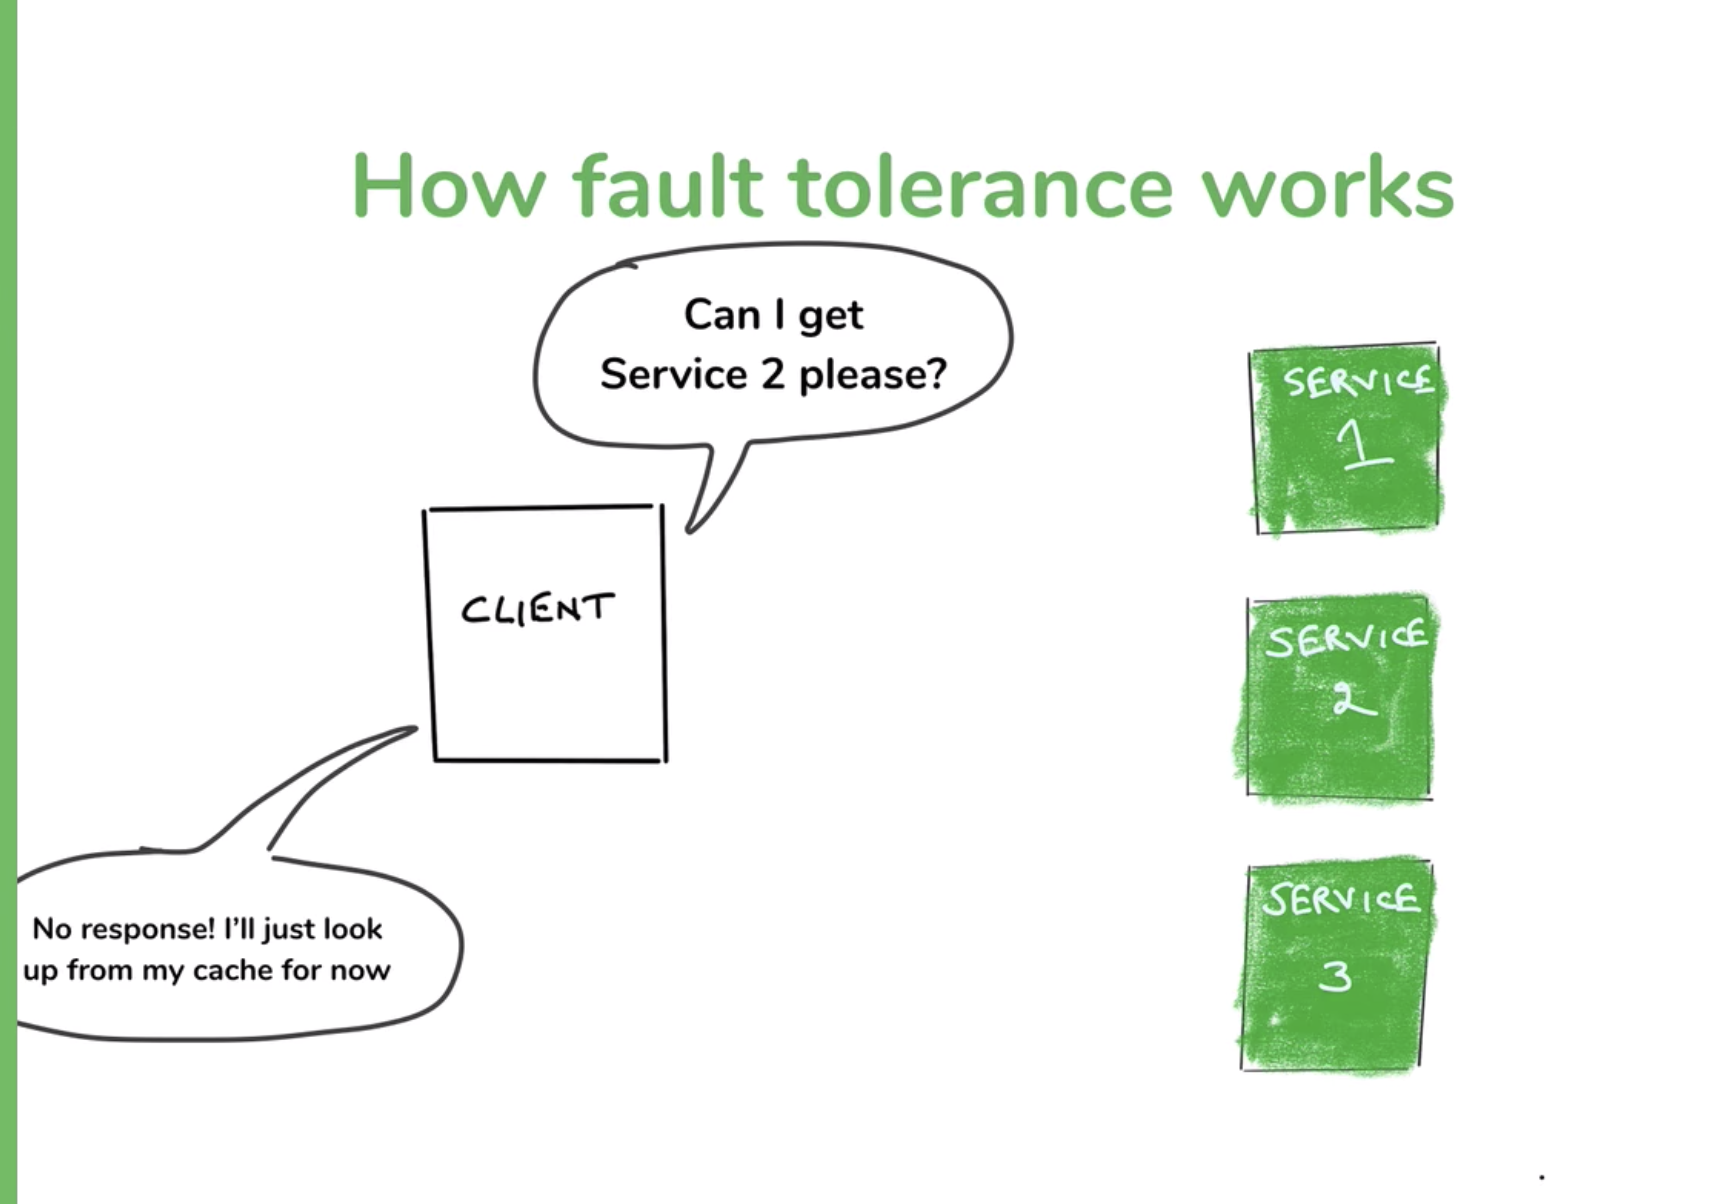 How fault tolerance works
Can I get
Service 2 please?
SERVICE
1
CLIENT
SERVICE
2
No response! I'll just look
up from my cache for now
SERVICE
3